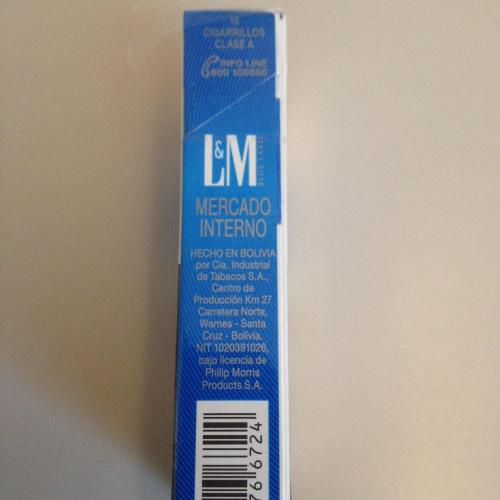 10
CIGARRILLOS
CLASE A
INFO LINE
800 106666
L&M
BLUE LABEL
MERCADO
INTERNO
HECHO EN BOLIVIA
por Cia. Industrial
de Tabacos S.A.,
Centro de
Producción Km 27
Carretera Norte,
Warnes - Santa
Cruz - Bolivia.
NIT 1020391026,
bajo licencia de
Philip Morris
Products S.A.
76 6724